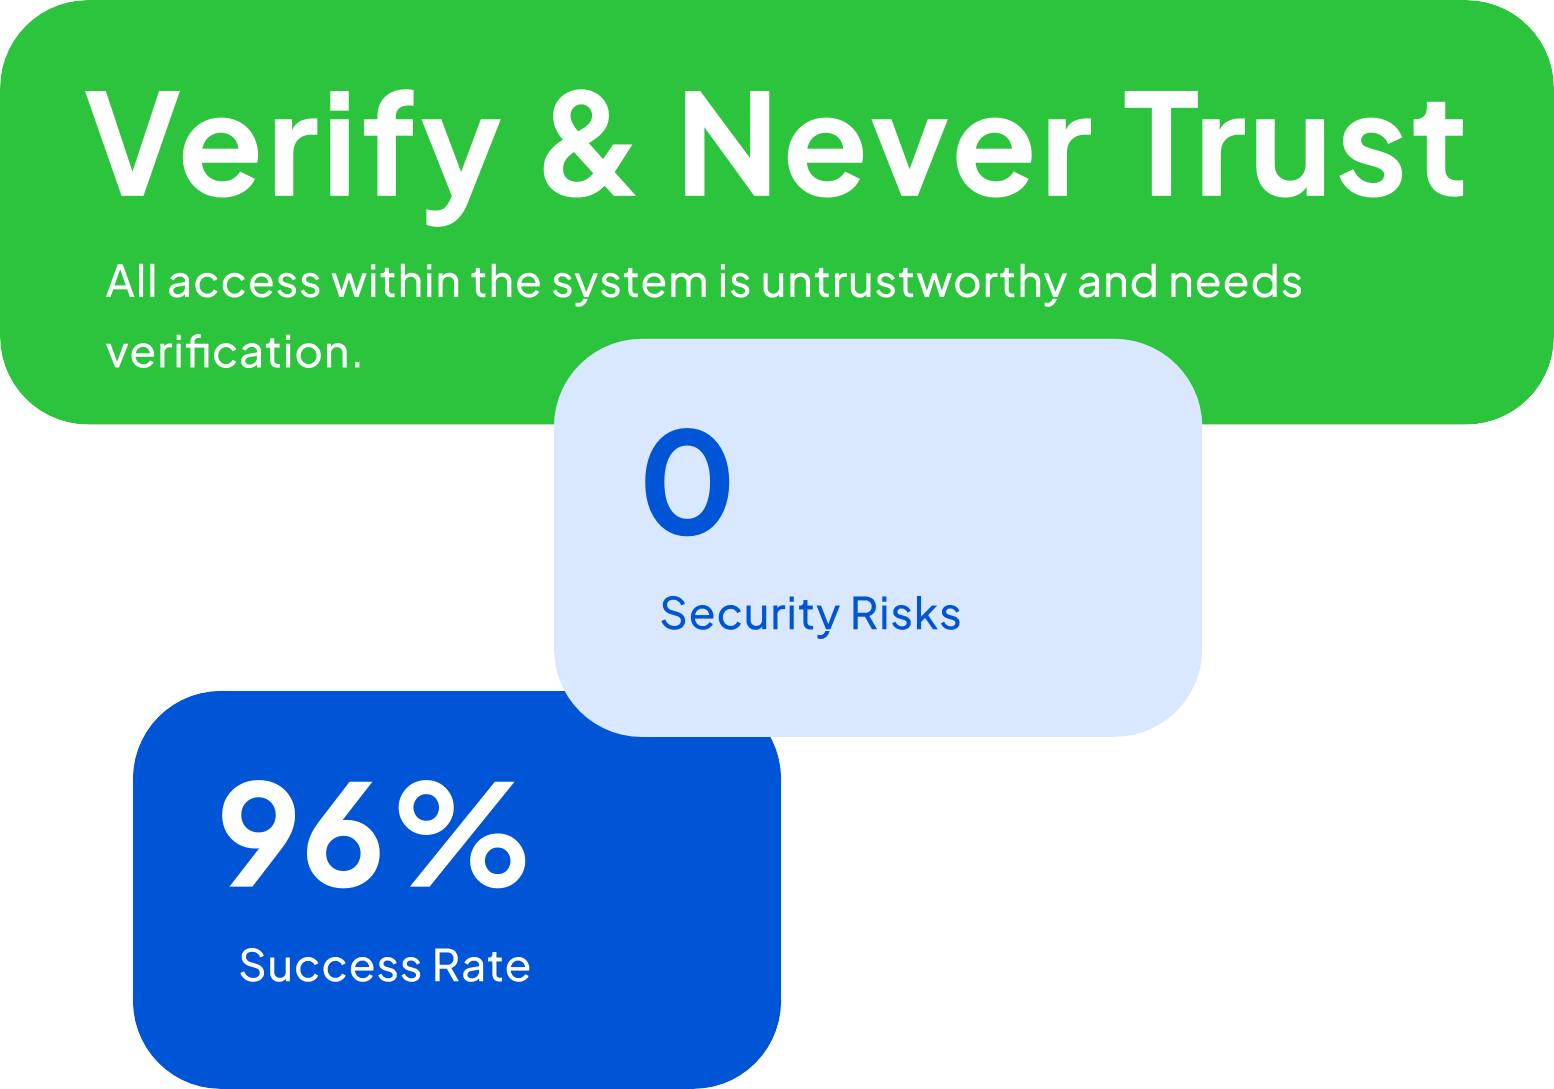 Verify & Never Trust
All access within the system is untrustworthy and needs
verification.
0
Security Risks
96%
Success Rate